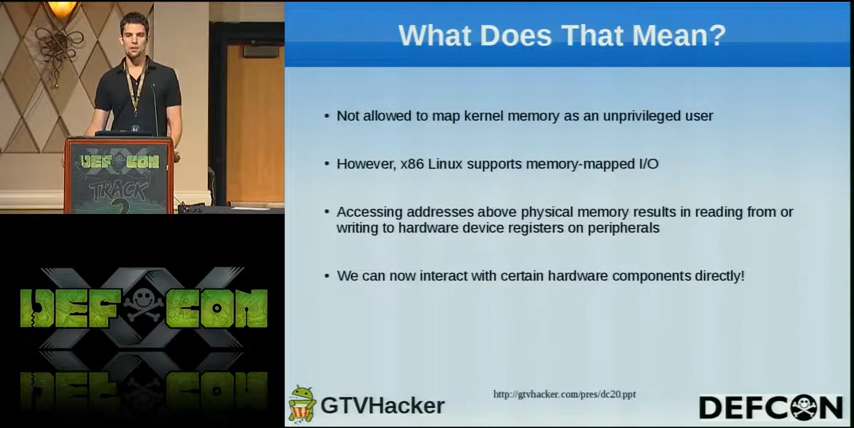 What Does That Mean?
• Not allowed to map kernel memory as an unprivileged user
• However, x86 Linux supports memory-mapped I/O
• Accessing addresses above physical memory results in reading from or
writing to hardware device registers on peripherals
• We can now interact with certain hardware components directly!
GTVHacker
http://gtvhacker.com/pres/dc20.ppt
DEFCON
DEF CON
TRACK
2
XX
DEF CON